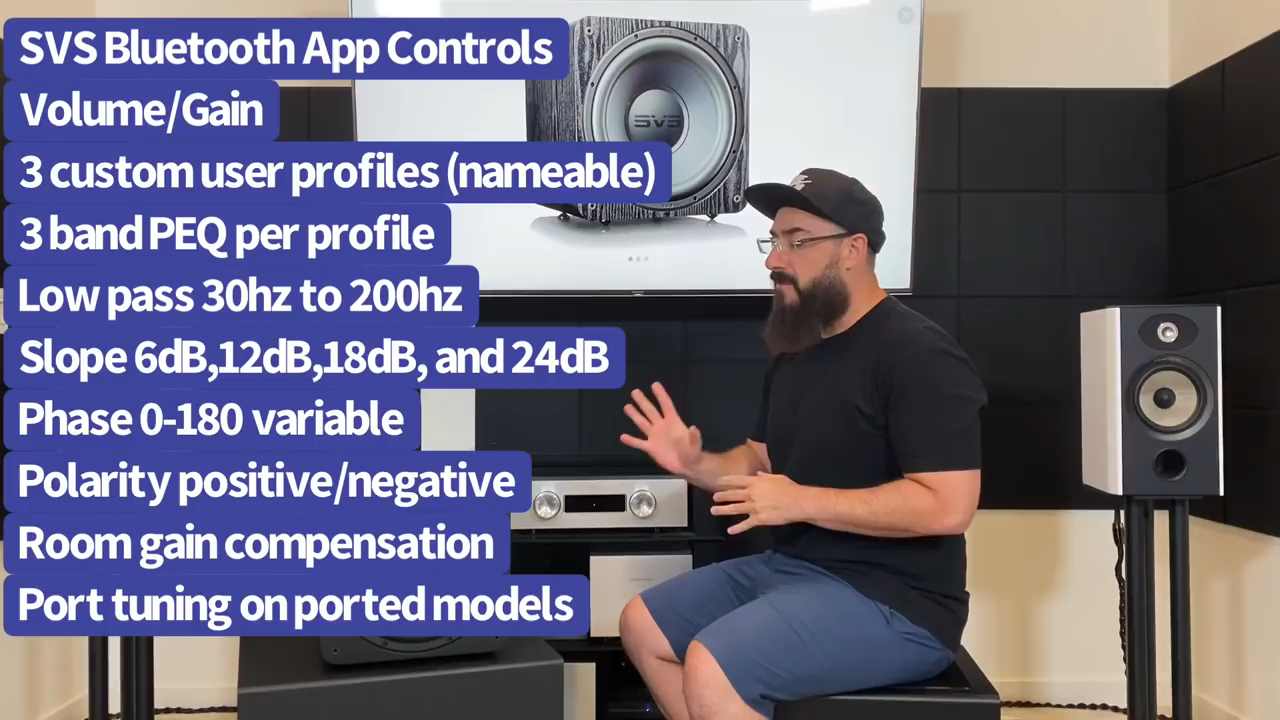 SVS Bluetooth App Controls
Volume/Gain
3 custom user profiles (nameable)
3 band PEQ per profile
Low pass 30hz to 200hz
Slope 6dB,12dB,18dB, and 24dB
Phase 0-180 variable
Polarity positive/negative
Room gain compensation
Port tuning on ported models
SVS